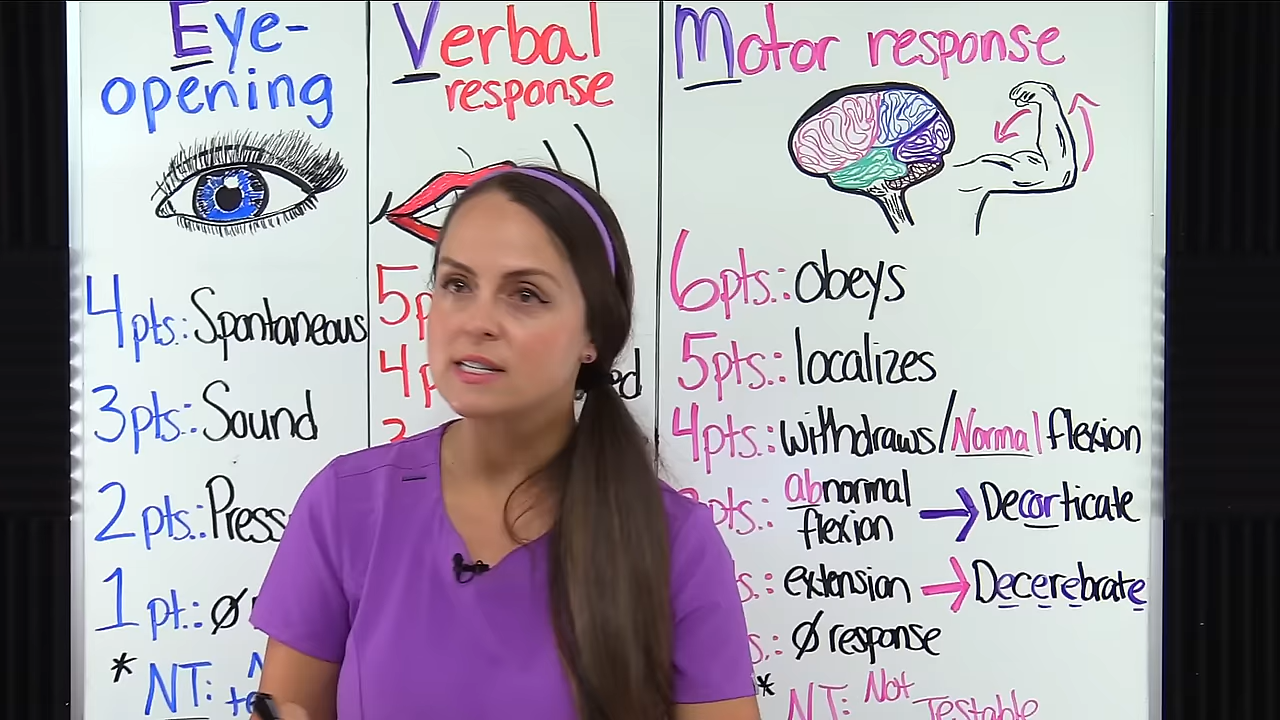 Eye-
opening
4pts.: Spontaneous
3pts.: Sound
2pts.: Press
1pt.: Ø
* NT:
Verbal
response
5p
4p
ed
3
Motor response
6pts.: obeys
5pts.: localizes
4pts.: withdraws/Normal flexion
pts.: abnormal
flexion → Decorticate
s.: extension → Decerebrate
s.: Ø response
* NT: Not
Testable